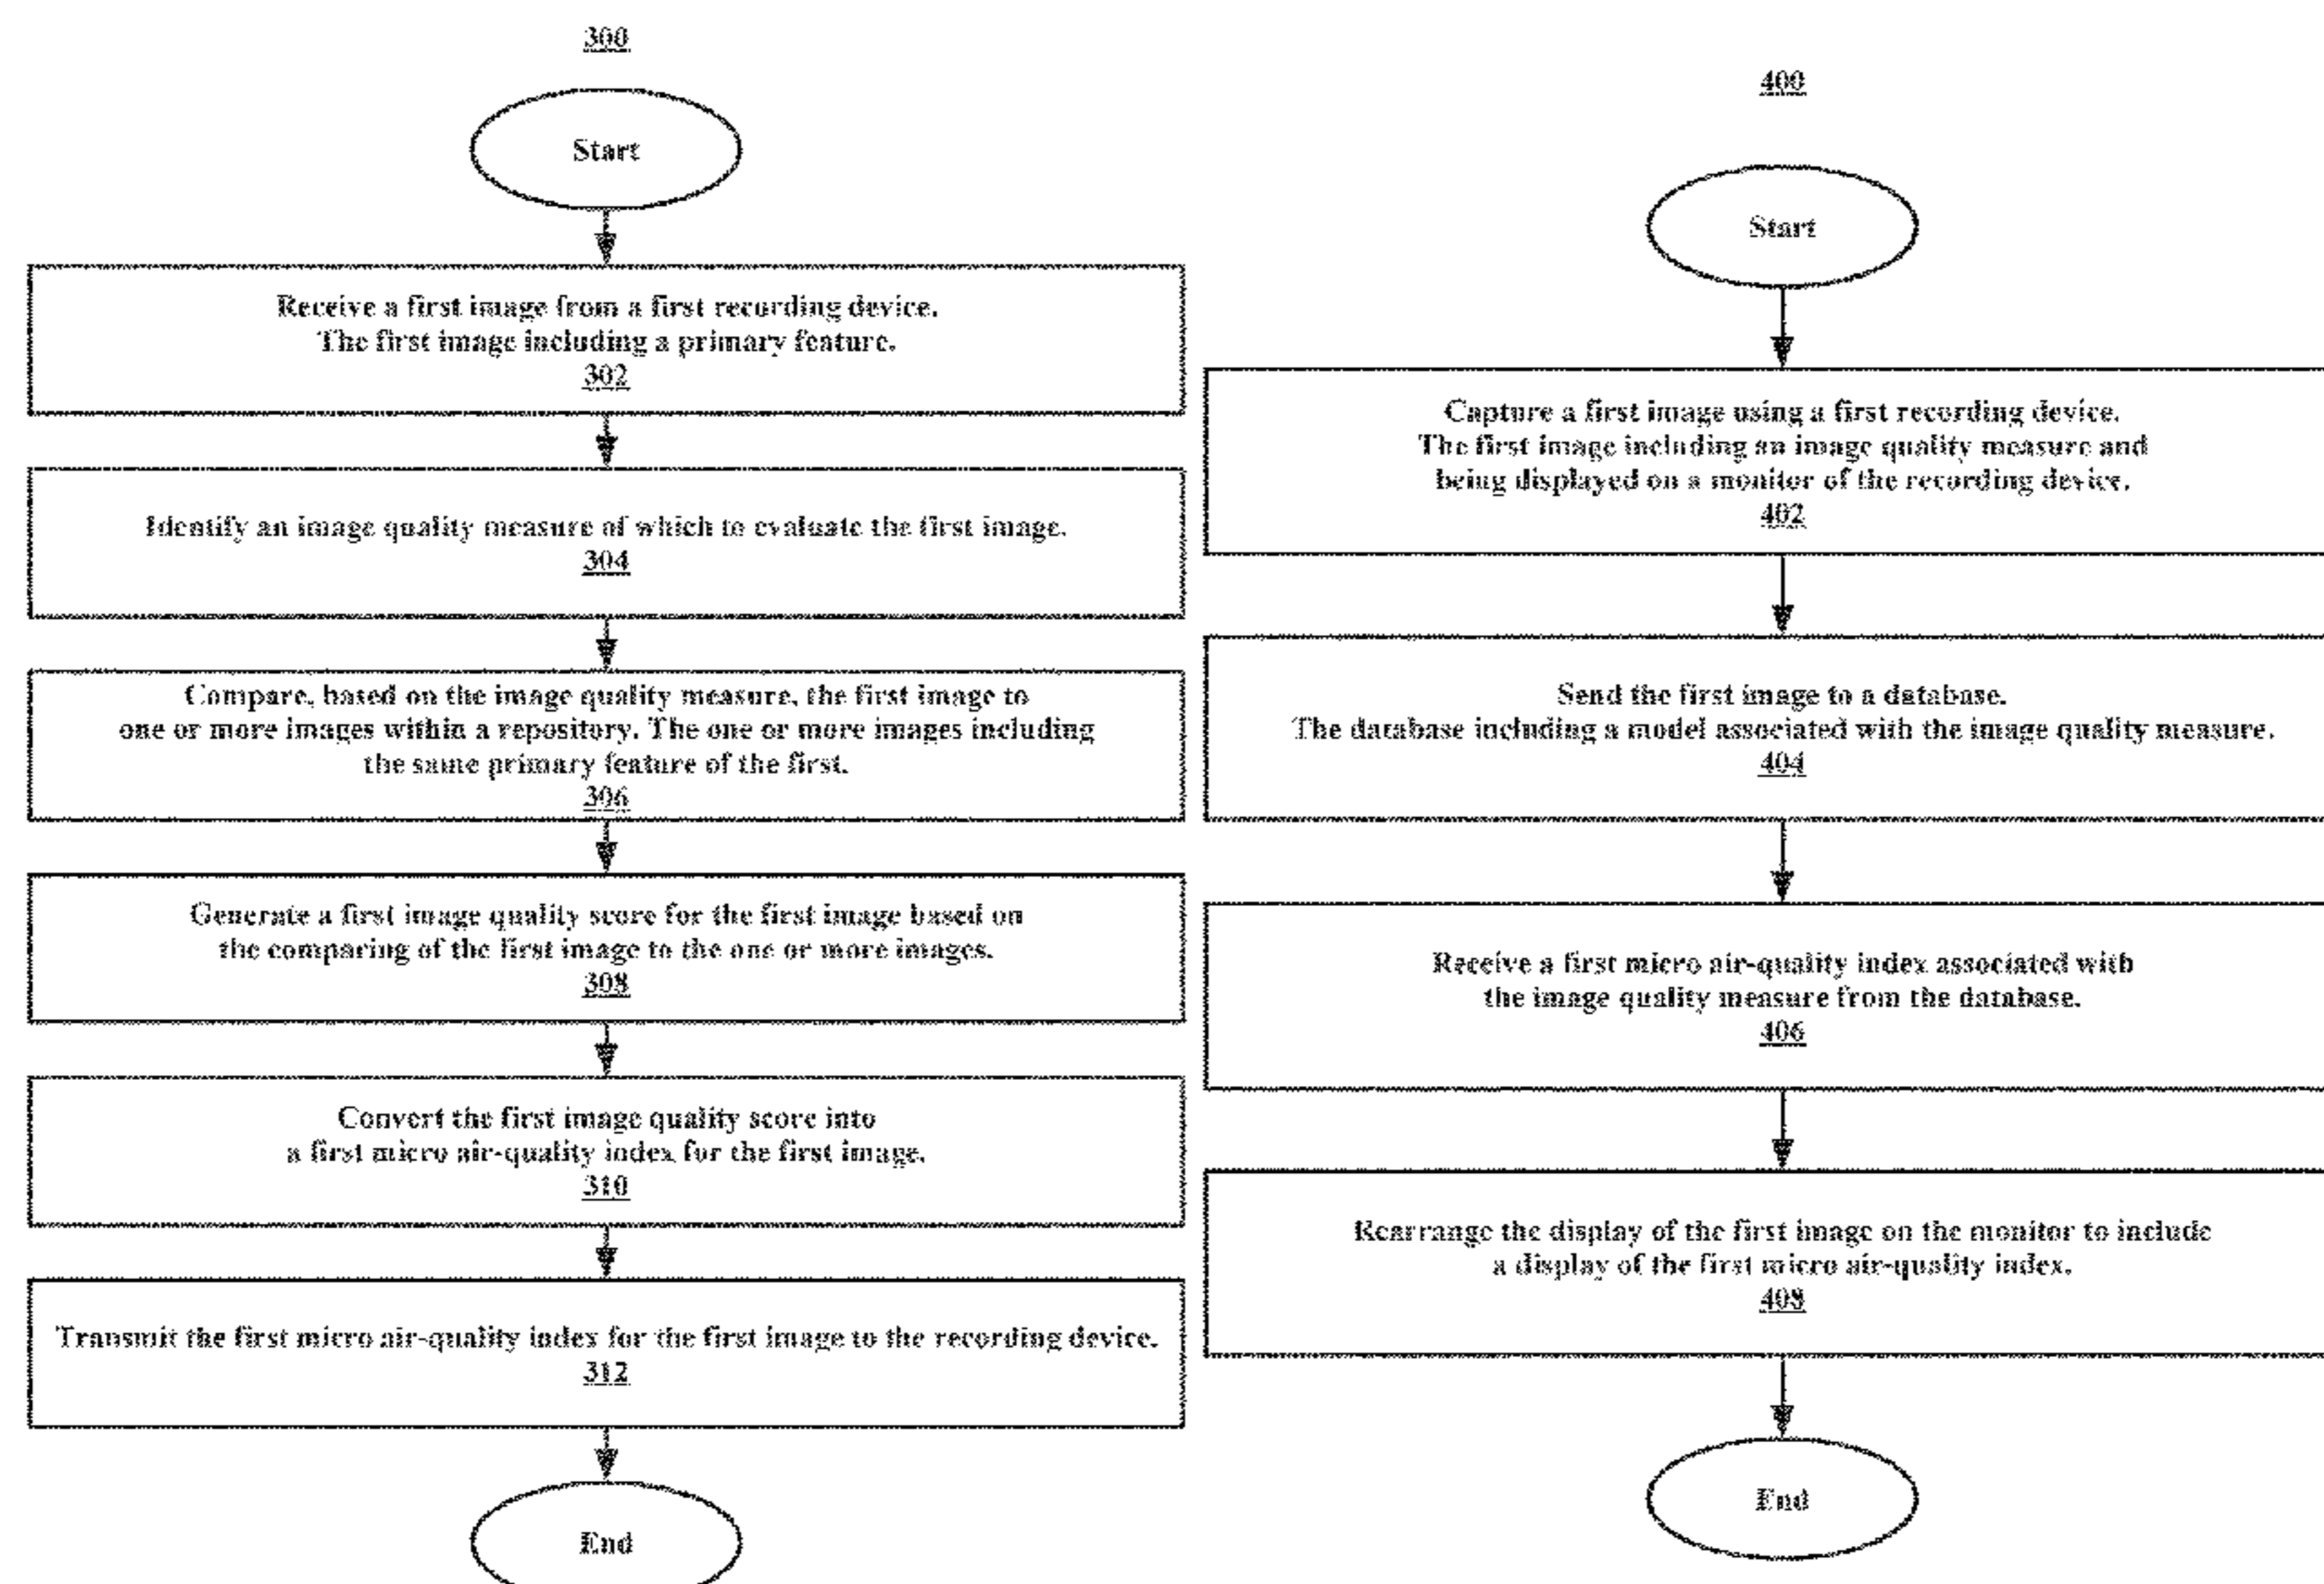 300
Start
Receive a first image from a first recording device.
The first image including a primary feature.
302
Identify an image quality measure of which to evaluate the first image.
304
Compare, based on the image quality measure, the first image to
one or more images within a repository. The one or more images including
the same primary feature of the first.
306
Generate a first image quality score for the first image based on
the comparing of the first image to the one or more images.
308
Convert the first image quality score into
a first micro air-quality index for the first image.
310
Transmit the first micro air-quality index for the first image to the recording device.
312
End
400
Start
Capture a first image using a first recording device.
The first image including an image quality measure and
being displayed on a monitor of the recording device.
402
Send the first image to a database.
The database including a model associated with the image quality measure.
404
Receive a first micro air-quality index associated with
the image quality measure from the database.
406
Rearrange the display of the first image on the monitor to include
a display of the first micro air-quality index.
408
End